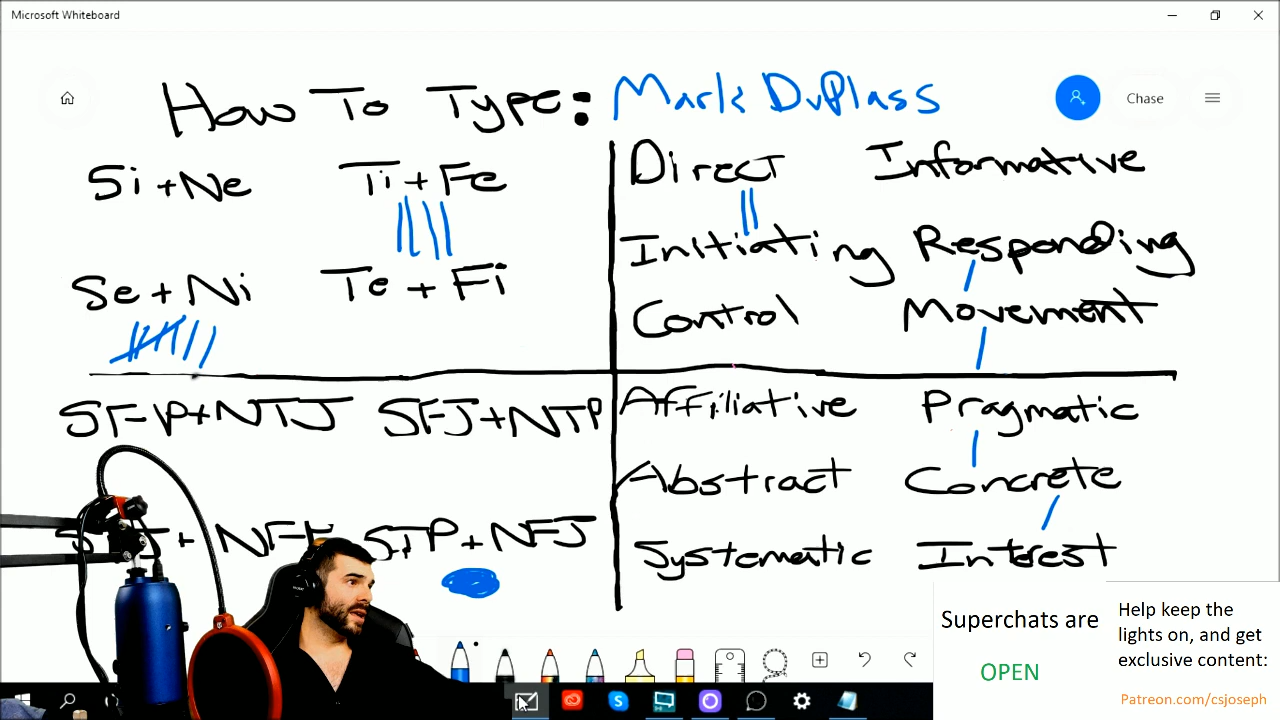 Microsoft Whiteboard
How To Type: Mark DuPlass
Chase
Si + Ne Ti + Fe
Se + Ni Te + Fi
Direct Informative
Initiating Responding
Control Movement
SFP + NTJ SFJ + NTP
+ STP + NFJ
Affiliative Pragmatic
Abstract Concrete
Systematic Interest
Superchats are
OPEN
Help keep the
lights on, and get
exclusive content:
Patreon.com/csjoseph